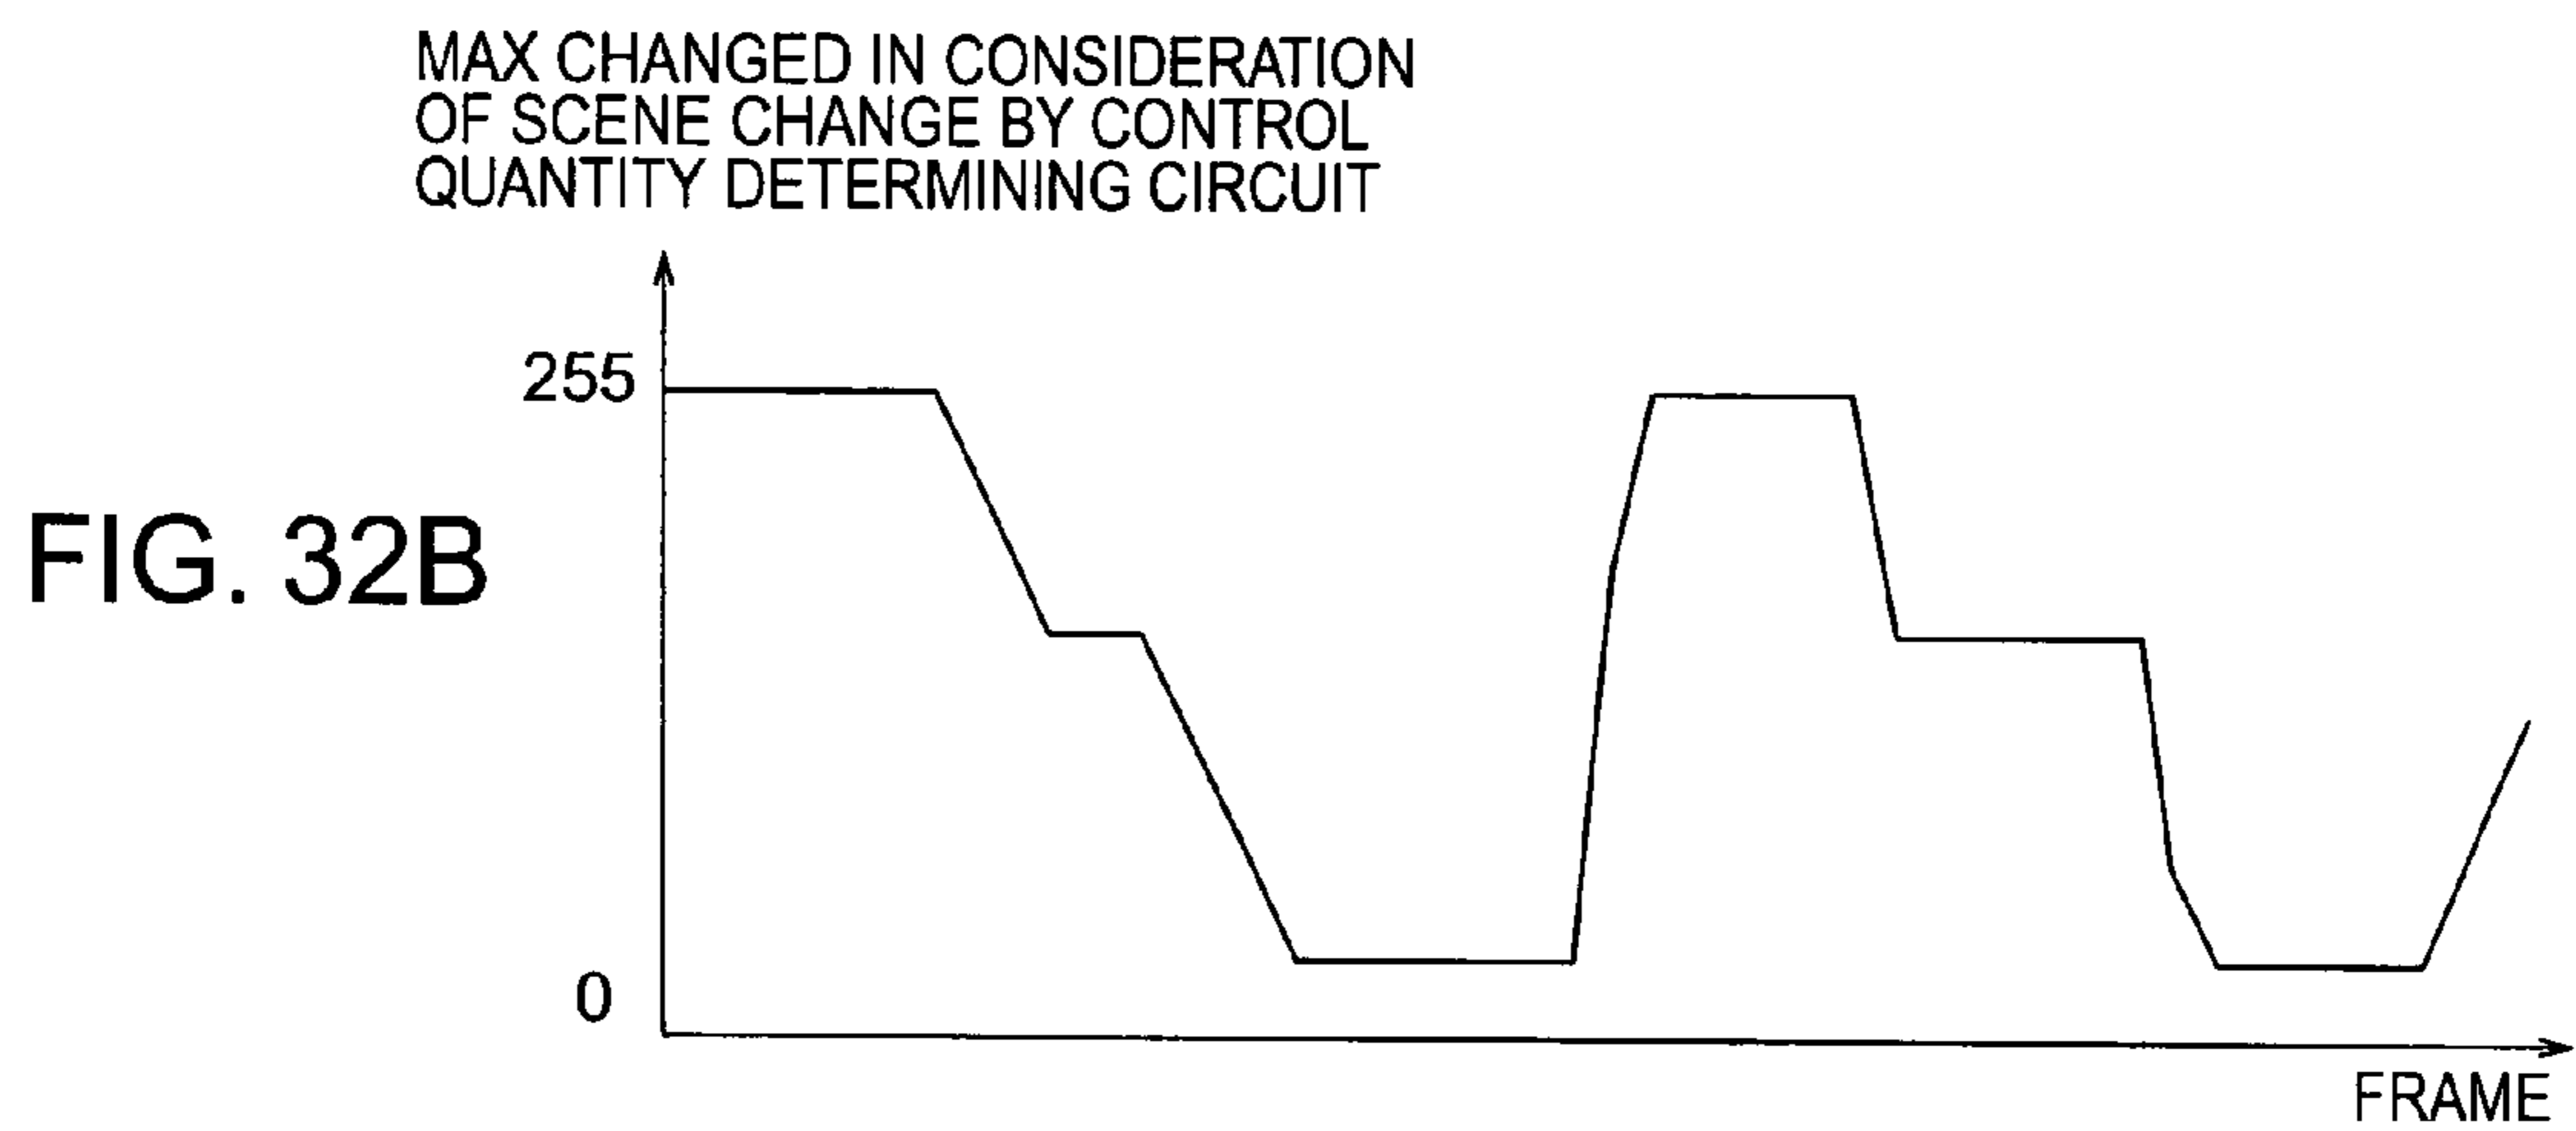 MAX CHANGED IN CONSIDERATION
OF SCENE CHANGE BY CONTROL
QUANTITY DETERMINING CIRCUIT
255
FIG. 32B
0
FRAME